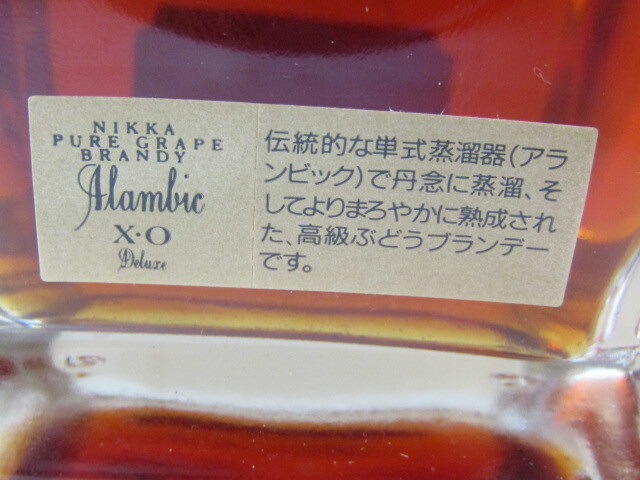 NIKKA
PURE GRAPE
BRANDY
Alambic
X·O
Deluxe
伝統的な単式蒸溜器(アラ
ンビック)で丹念に蒸溜、そ
してよりまろやかに熟成され
た、高級ぶどうブランデー
です。